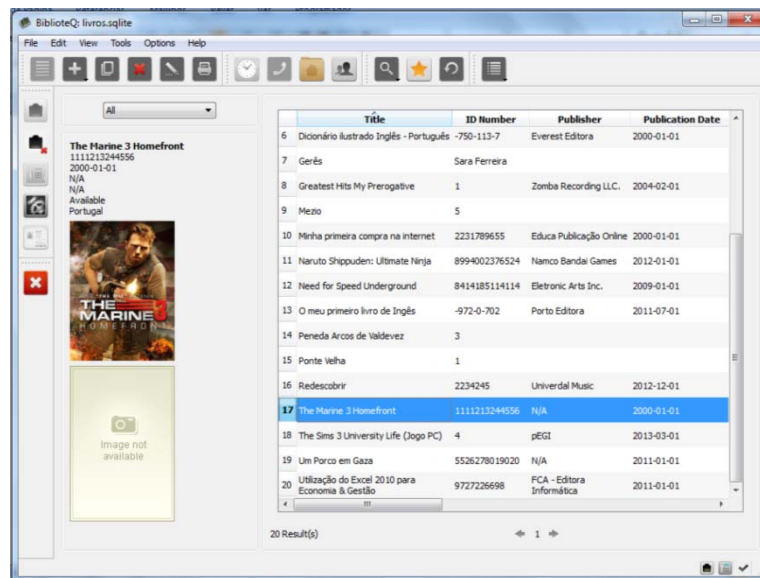 BiblioteQ: livros.sqlite
File Edit View Tools Options Help
All
The Marine 3 Homefront
1111213244556
2000-01-01
N/A
N/A
Available
Portugal
THE
MARINE 3
HOMEFRONT
Image not
available
Title ID Number Publisher Publication Date
6 Dicionário ilustrado Inglês - Português -750-113-7 Everest Editora 2000-01-01
7 Gerês Sara Ferreira
8 Greatest Hits My Prerogative 1 Zomba Recording LLC. 2004-02-01
9 Mezio 5
10 Minha primeira compra na internet 2231789655 Educa Publicação Online 2000-01-01
11 Naruto Shippuden: Ultimate Ninja 8994002376524 Namco Bandai Games 2012-01-01
12 Need for Speed Underground 8414185114114 Eletronic Arts Inc. 2009-01-01
13 O meu primeiro livro de Ingês -972-0-702 Porto Editora 2011-07-01
14 Peneda Arcos de Valdevez 3
15 Ponte Velha 1
16 Redescobrir 2234245 Univerdal Music 2012-12-01
17 The Marine 3 Homefront 1111213244556 N/A 2000-01-01
18 The Sims 3 University Life (Jogo PC) 4 pEGI 2013-03-01
19 Um Porco em Gaza 5526278019020 N/A 2011-01-01
20 Utilização do Excel 2010 para Economia & Gestão 9727226698 FCA - Editora Informática 2011-01-01
20 Result(s) 1